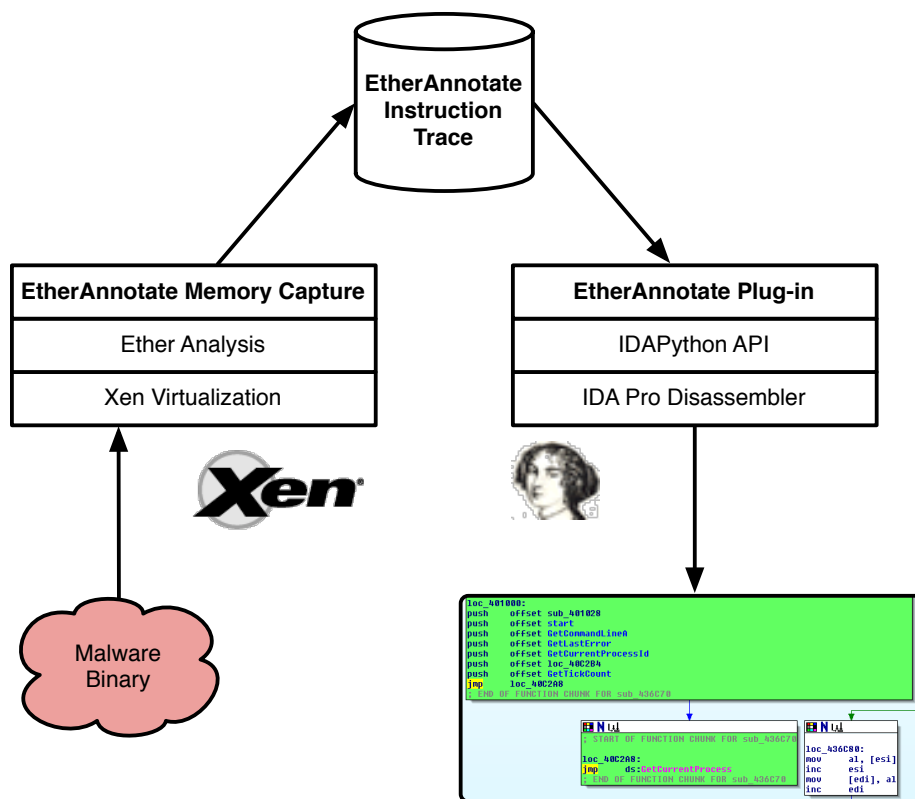 EtherAnnotate
Instruction
Trace
EtherAnnotate Memory Capture
Ether Analysis
Xen Virtualization
EtherAnnotate Plug-in
IDAPython API
IDA Pro Disassembler
Xen®
Malware
Binary
loc_401000:
push offset sub_401028
push offset start
push offset GetCommandLineA
push offset GetLastError
push offset GetCurrentProcessId
push offset loc_40C2B4
push offset GetTickCount
jmp loc_40C2A8
; END OF FUNCTION CHUNK FOR sub_436C70
; START OF FUNCTION CHUNK FOR sub_436C70
loc_40C2A8:
jmp ds:GetCurrentProcess
; END OF FUNCTION CHUNK FOR sub_436C70
loc_436C80:
mov al, [esi]
inc esi
mov [edi], al
inc edi